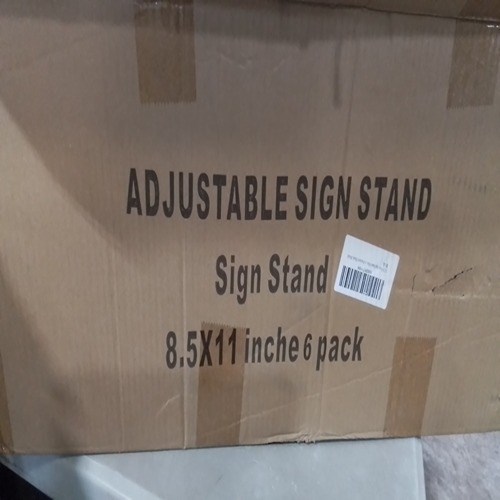 ADJUSTABLE SIGN STAND
Sign Stand
8.5X11 inche 6 pack